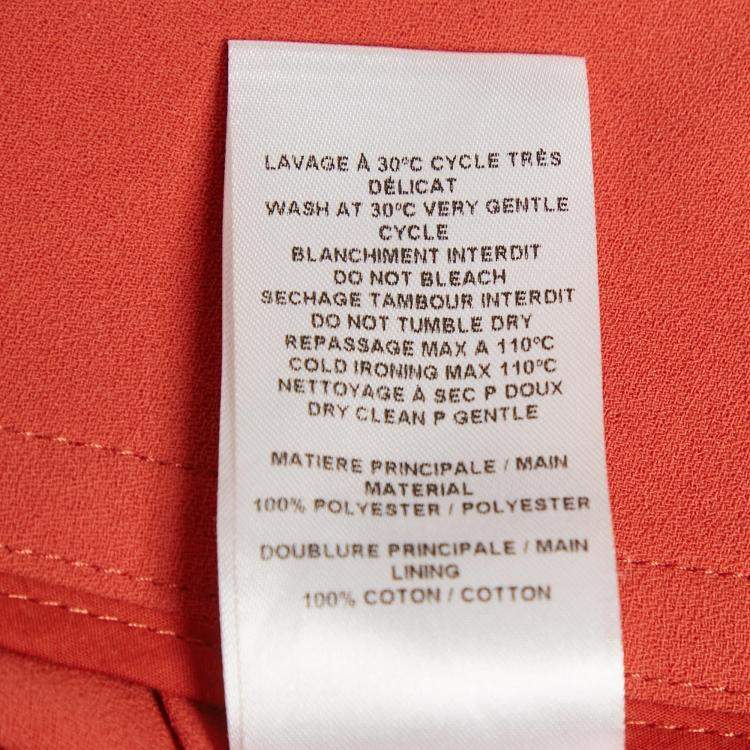 LAVAGE À 30°C CYCLE TRÈS
DÉLICAT
WASH AT 30°C VERY GENTLE
CYCLE
BLANCHIMENT INTERDIT
DO NOT BLEACH
SECHAGE TAMBOUR INTERDIT
DO NOT TUMBLE DRY
REPASSAGE MAX A 110°C
COLD IRONING MAX 110°C
NETTOYAGE À SEC P DOUX
DRY CLEAN P GENTLE
MATIERE PRINCIPALE / MAIN
MATERIAL
100% POLYESTER / POLYESTER
DOUBLURE PRINCIPALE / MAIN
LINING
100% COTON / COTTON